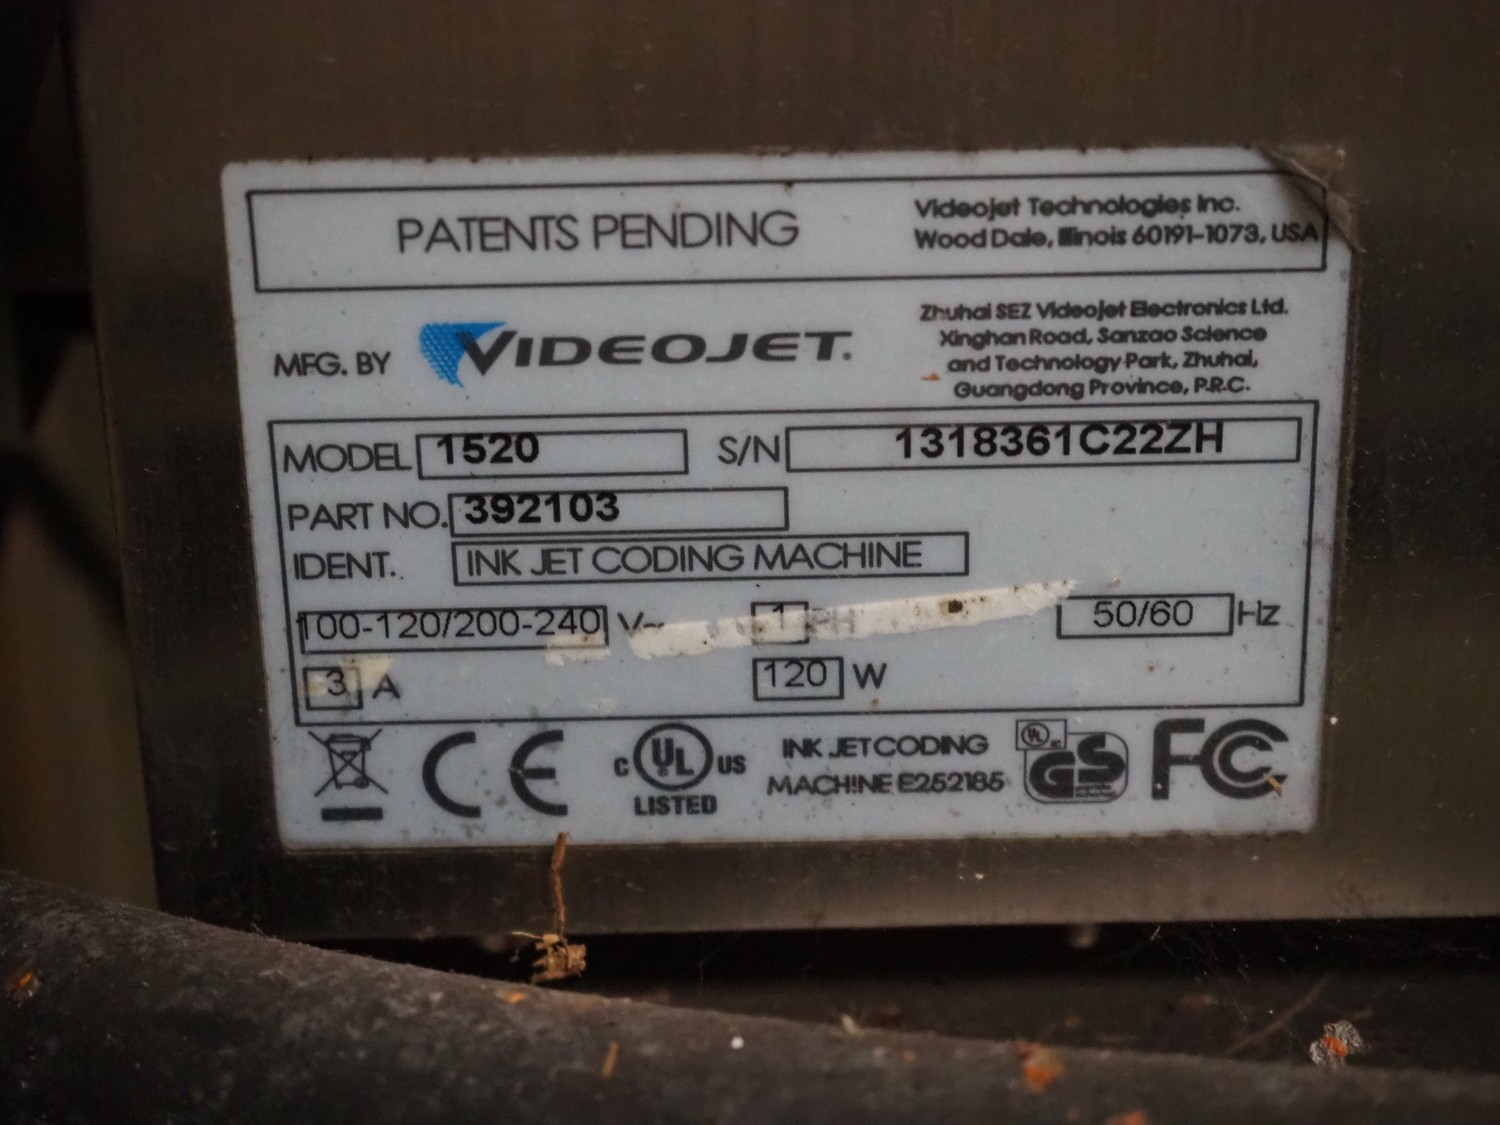 PATENTS PENDING
Videojet Technologies Inc.
Wood Dale, Illinois 60191-1073, USA
MFG. BY VIDEOJET.
Zhuhai SEZ Videojet Electronics Ltd.
Xinghan Road, Sanzao Science
and Technology Park, Zhuhai,
Guangdong Province, P.R.C.
MODEL 1520 S/N 1318361C22ZH
PART NO. 392103
IDENT. INK JET CODING MACHINE
100-120/200-240 V~ 1 PH 50/60 Hz
3 A 120 W
CE
C UL US
LISTED
INK JET CODING
MACHINE E252185
UL
GS
FCC